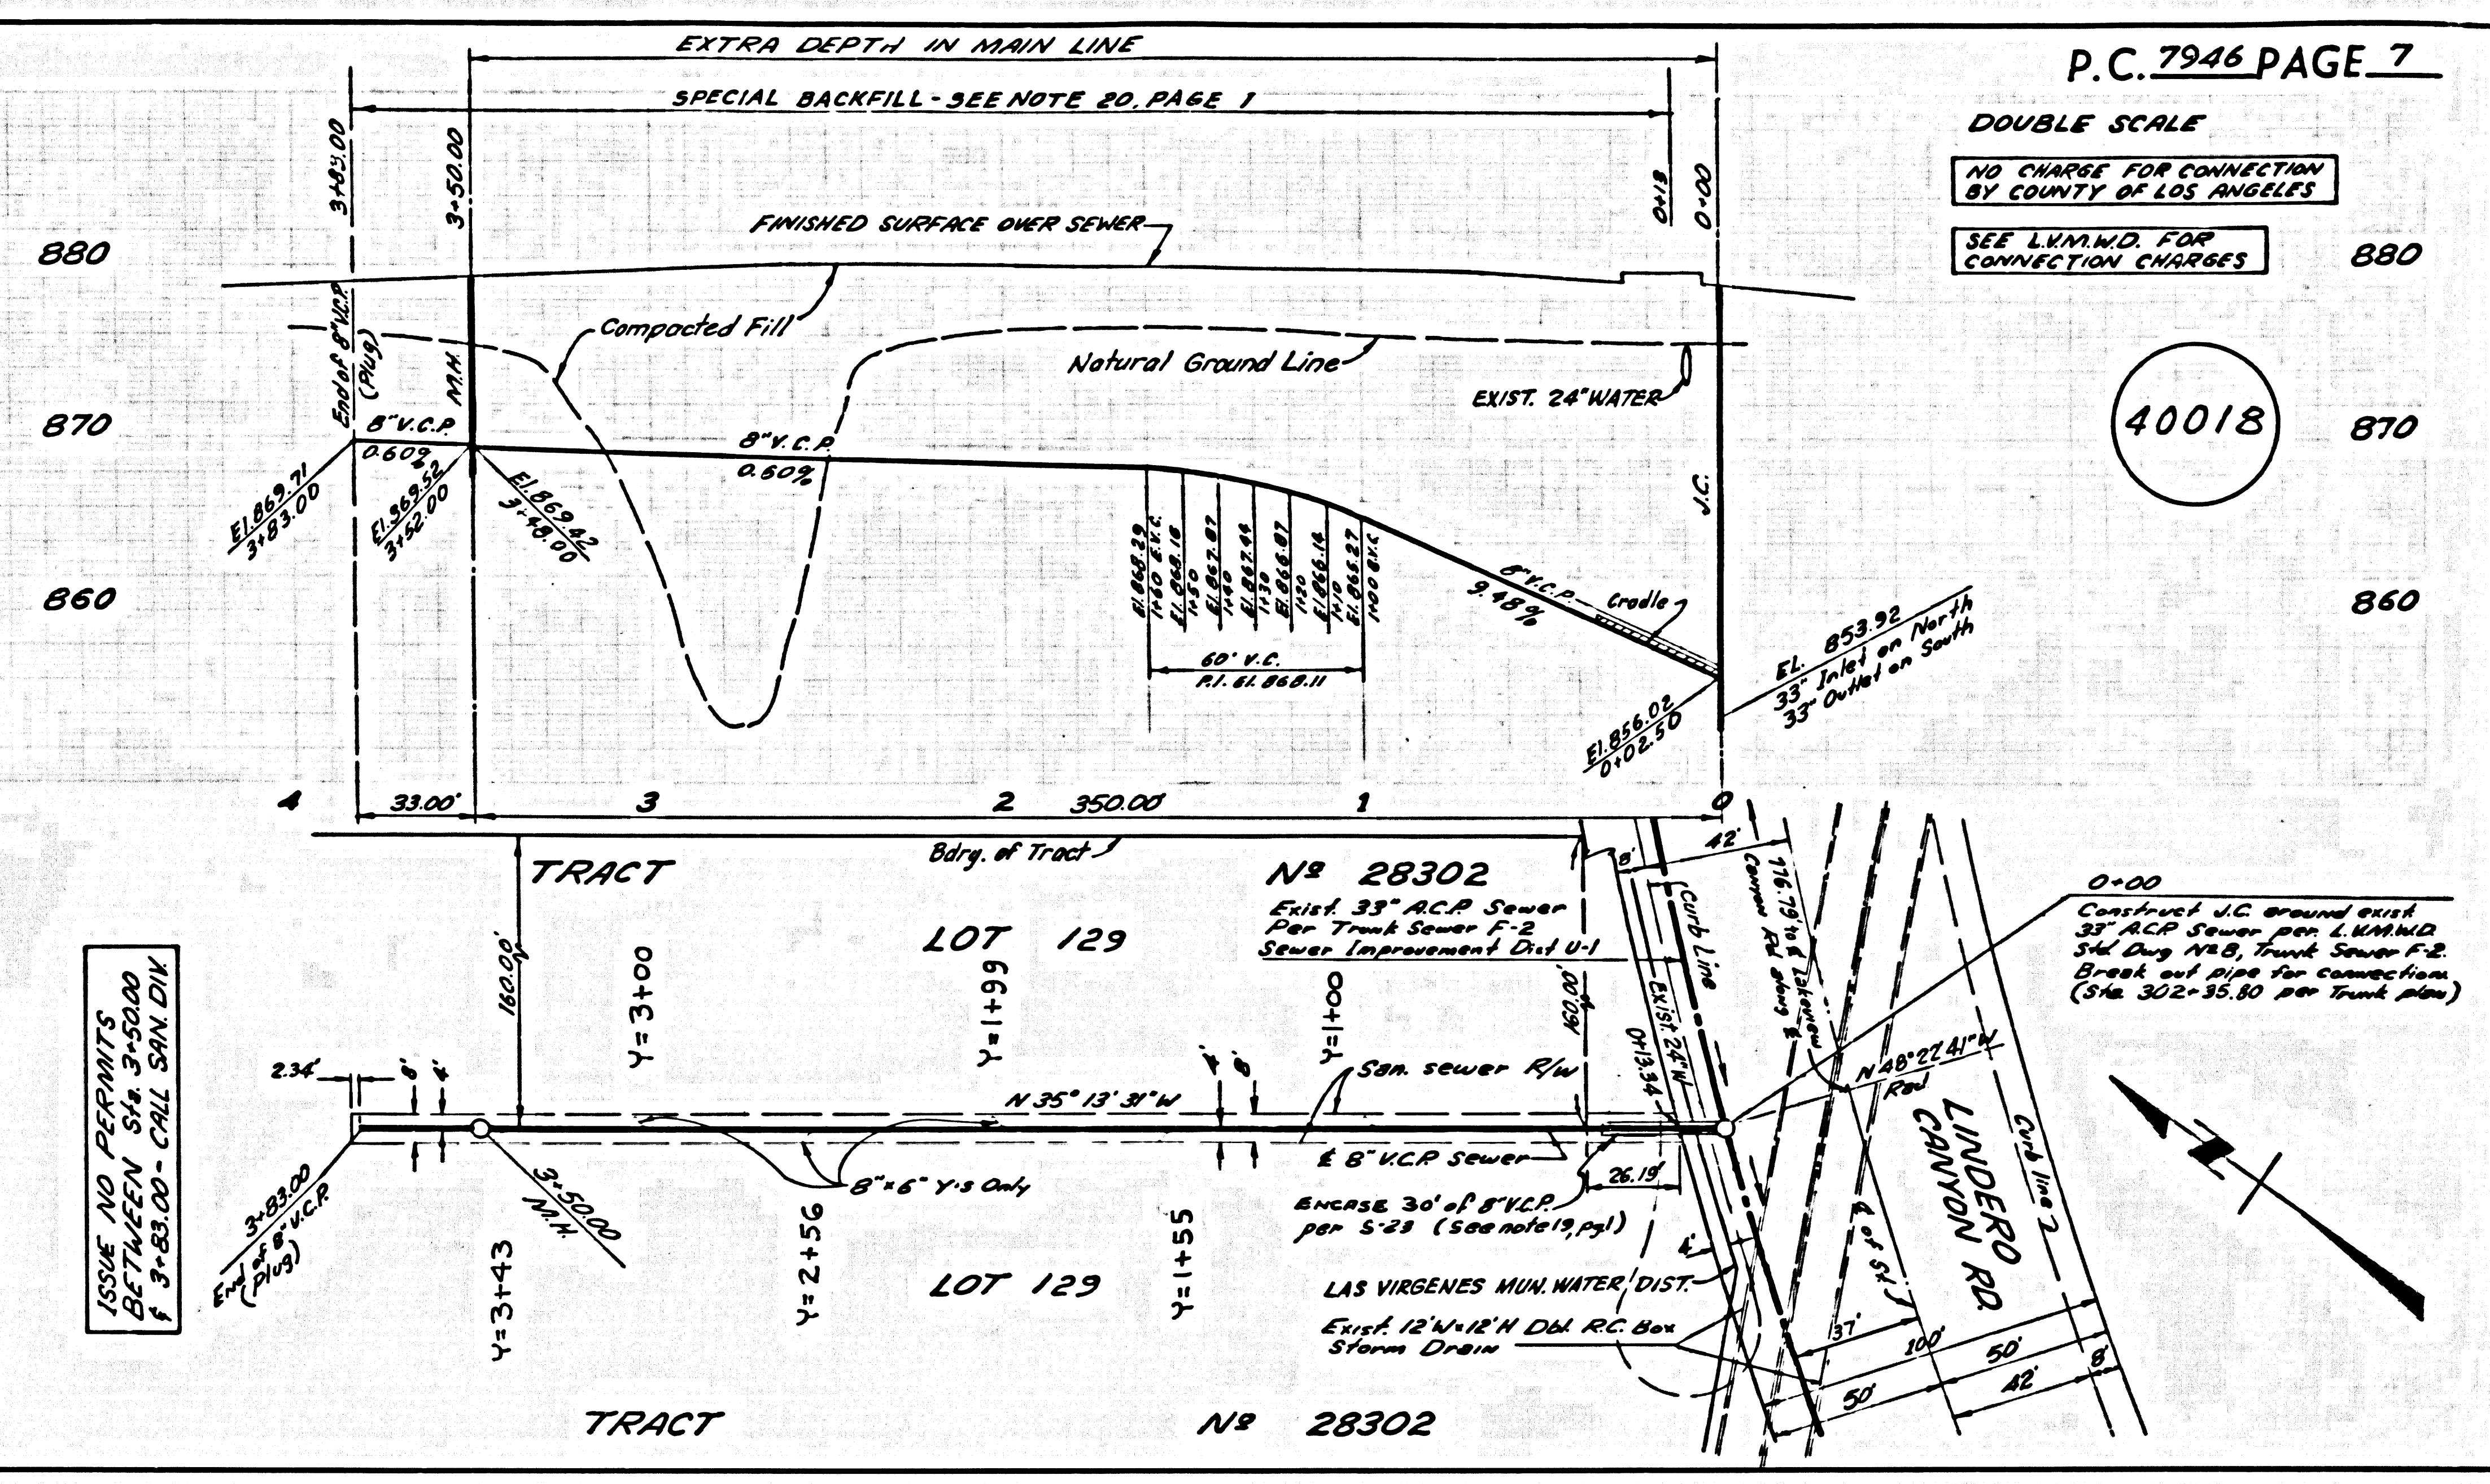 EXTRA DEPTH IN MAIN LINE
P.C. 7946 PAGE 7
SPECIAL BACKFILL - SEE NOTE 20, PAGE 1
DOUBLE SCALE
3+83.00
3+50.00
0+13
0+00
NO CHARGE FOR CONNECTION
BY COUNTY OF LOS ANGELES
FINISHED SURFACE OVER SEWER
SEE L.V.M.W.D. FOR
CONNECTION CHARGES
880
880
End of 8" V.C.P.
(Plug)
M.H.
Compacted Fill
Natural Ground Line
EXIST. 24" WATER
40018
870
870
8" V.C.P.
0.60%
8" V.C.P.
0.60%
J.C.
El. 869.71
3+83.00
El. 369.52
3+52.00
El. 869.42
3+48.00
El. 868.29
1+60 E.V.C.
El. 868.18
1+50
El. 867.87
1+40
El. 867.44
1+30
El. 866.87
1+20
El. 866.14
1+10
El. 865.27
1+00 B.V.C.
8" V.C.P.
9.48%
Cradle
860
860
60' V.C.
P.I. El. 868.11
EL. 853.92
33" Inlet on North
33" Outlet on South
El. 856.02
0+02.50
4
33.00'
3
2
350.00'
1
0
Bdry. of Tract
TRACT
Nº 28302
8'
42'
776.79' to ℄ Lakeview
Canyon Rd along ℄
0+00
Construct J.C. around exist.
33" A.C.P. Sewer per L.V.M.W.D.
Std. Dwg Nº 8, Trunk Sewer F-2.
Break out pipe for connection.
(Sta. 302+35.80 per Trunk plan)
Exist. 33" A.C.P. Sewer
Per Trunk Sewer F-2
Sewer Improvement Dist U-1
LOT 129
Curb Line
160.00'
Y=3+00
Y=1+99
Y=1+00
160.00'
EXIST. 24" W
0+13.34
ISSUE NO PERMITS
BETWEEN Sta. 3+50.00
& 3+83.00 - CALL SAN. DIV.
2.34'
8'
4'
N 35° 13' 31" W
4'
8'
San. sewer R/W
N 48° 22' 41" W
Rad
3+83.00
End of 8" V.C.P.
(Plug)
3+50.00
M.H.
8"x6" Y's Only
℄ 8" V.C.P. Sewer
26.19'
ENCASE 30' of 8" V.C.P.
per S-23 (See note 19, pg 1)
LINDERO
CANYON RD.
Curb line
℄ of St.
Y=3+43
Y=2+56
Y=1+55
LOT 129
4'
LAS VIRGENES MUN. WATER DIST.
Exist. 12'W x 12'H Dbl. R.C. Box
Storm Drain
37'
100'
50'
50'
42'
8'
TRACT
Nº 28302